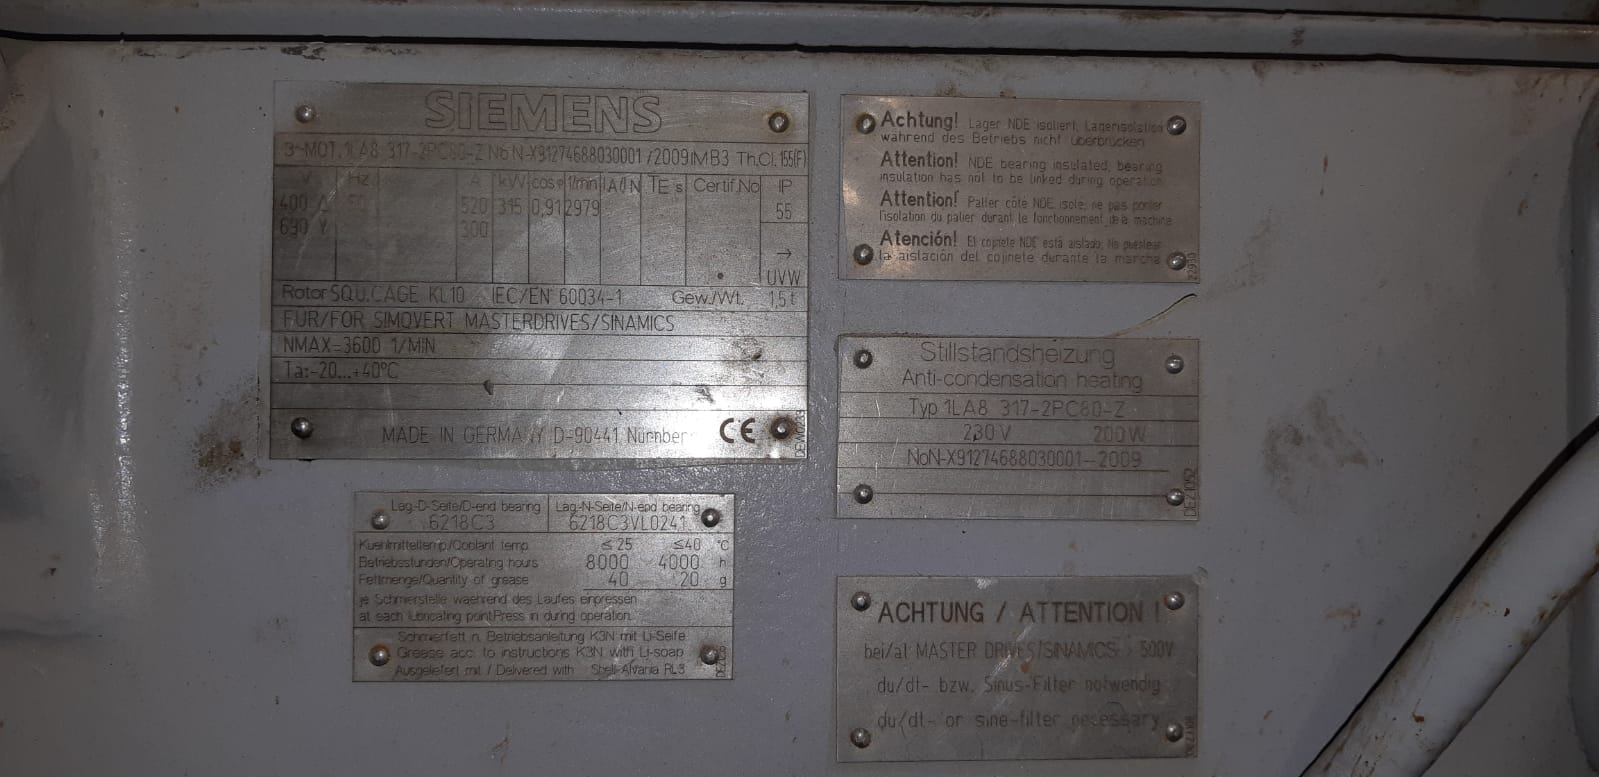 SIEMENS
3~MOT. 1LA8 317-2PC80-Z No N-X91274688030001 /2009 IMB3 Th.Cl. 155(F)
V Hz A kW cosφ 1/min IA/IN TE s Certif.No IP
400 Δ 50 520 315 0,91 2979 55
690 Y 300
→
UVW
Rotor SQU.CAGE KL10 IEC/EN 60034-1 Gew./Wt. 1,5 t
FUR/FOR SIMOVERT MASTERDRIVES/SINAMICS
NMAX=3600 1/MIN
Ta:-20...+40°C
MADE IN GERMANY D-90441 Nürnberg CE
Lag-D-Seite/D-end bearing Lag-N-Seite/N-end bearing
6218C3 6218C3VL0241
Kuehlmitteltemp./Coolant temp. ≤25 ≤40 °C
Betriebsstunden/Operating hours 8000 4000 h
Fettmenge/Quantity of grease 40 20 g
je Schmierstelle waehrend des Laufes einpressen
at each lubricating point.Press in during operation.
Schmierfett n. Betriebsanleitung K3N mit Li-Seife
Grease acc. to instructions K3N with Li-soap
Ausgeliefert mit / Delivered with Shell Alvania RL3
Achtung! Lager NDE isoliert, Lagerisolation
während des Betriebs nicht überbrücken
Attention! NDE bearing insulated, bearing
insulation has not to be linked during operation
Attention! Palier côté NDE isolé, ne pas ponter
l'isolation du palier durant le fonctionnement de la machine
Atención! El cojinete NDE está aislado, No puestear
la aislación del cojinete durante la marcha
Stillstandsheizung
Anti-condensation heating
Typ 1LA8 317-2PC80-Z
230 V 200 W
NoN-X91274688030001-2009
ACHTUNG / ATTENTION !
bei/at MASTER DRIVES/SINAMICS > 500V
du/dt- bzw. Sinus-Filter notwendig
du/dt- or sine-filter necessary